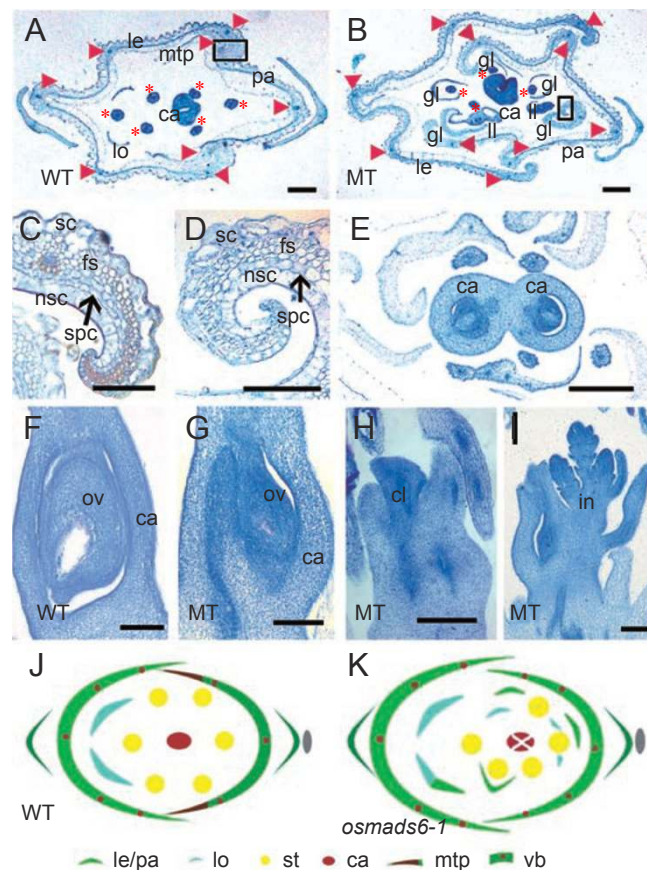 A
le
mtp
pa
*
*
*
*
ca
*
lo
*
WT
B
gl
*
gl
gl
*
*
ca
*
ll
ll
gl
gl
pa
le
MT
C
sc
fs
nsc
spc
D
sc
fs
nsc
spc
E
ca
ca
F
ov
ca
WT
G
ov
ca
MT
H
cl
MT
I
in
MT
J
WT
K
osmads6-1
le/pa lo st ca mtp vb